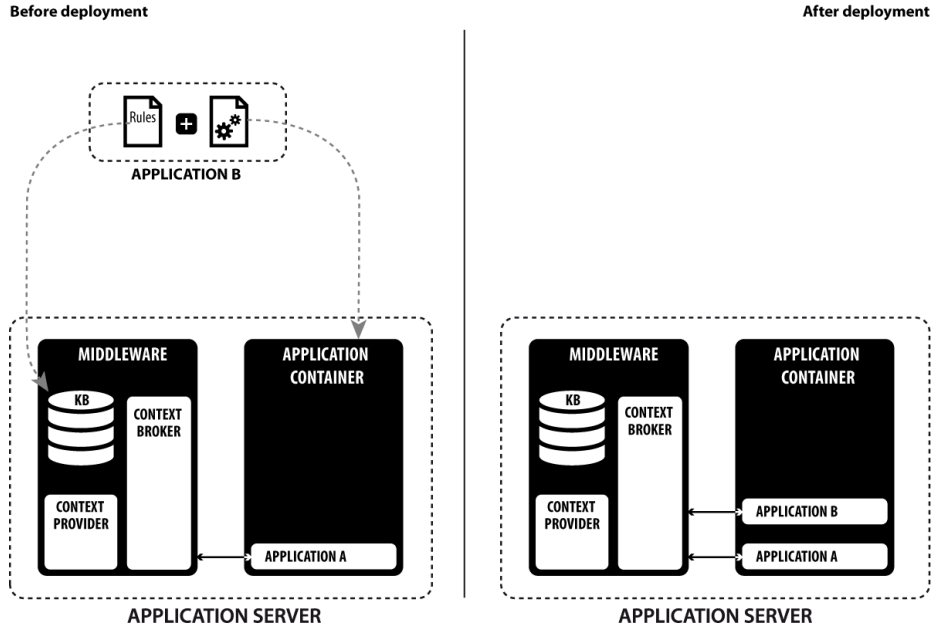 Before deployment
After deployment
Rules
APPLICATION B
MIDDLEWARE
KB
CONTEXT
BROKER
CONTEXT
PROVIDER
APPLICATION
CONTAINER
APPLICATION A
APPLICATION SERVER
MIDDLEWARE
KB
CONTEXT
BROKER
CONTEXT
PROVIDER
APPLICATION
CONTAINER
APPLICATION B
APPLICATION A
APPLICATION SERVER